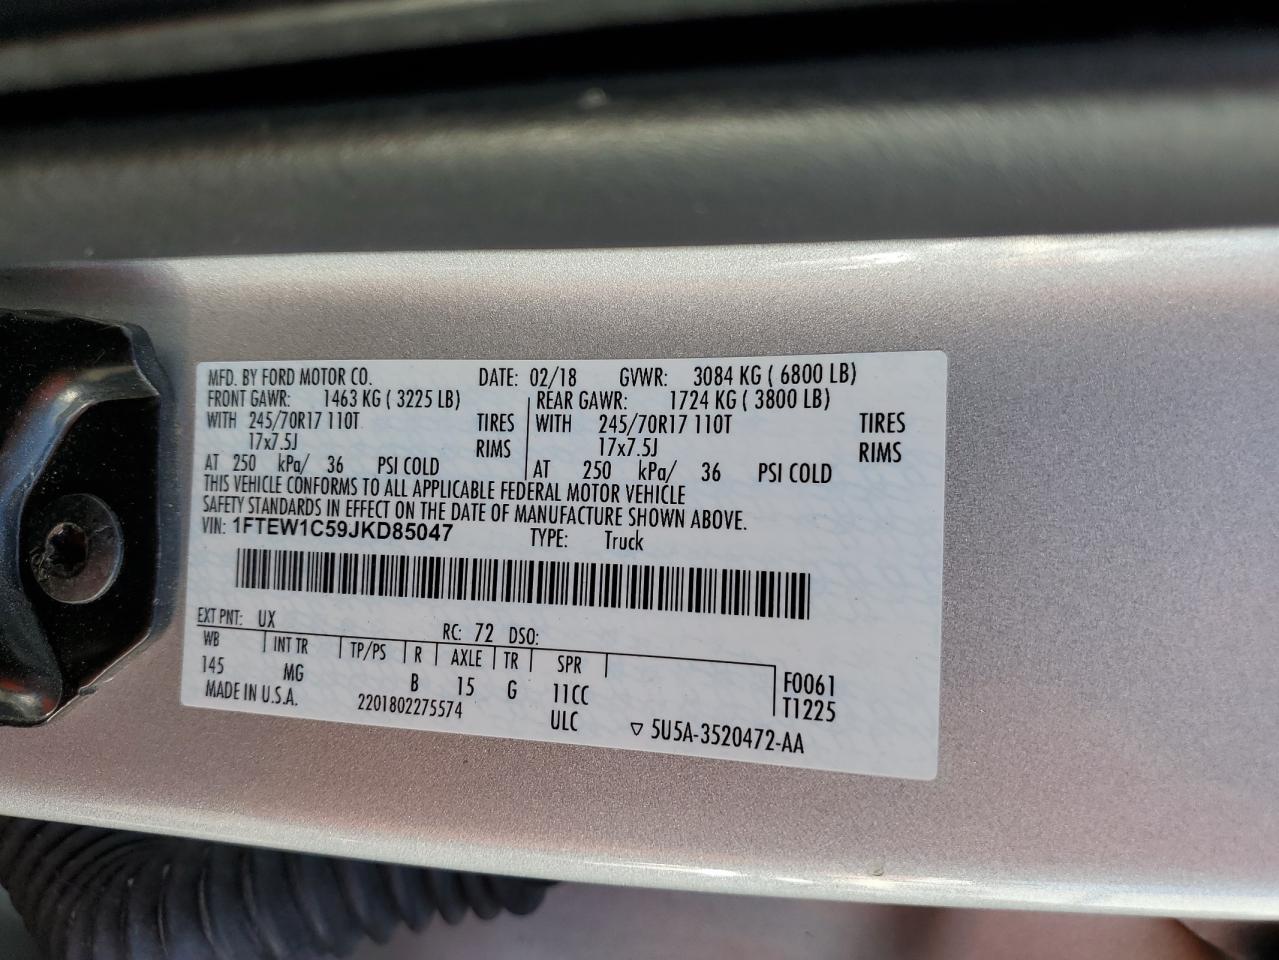 MFD. BY FORD MOTOR CO. DATE: 02/18 GVWR: 3084 KG ( 6800 LB)
FRONT GAWR: 1463 KG ( 3225 LB) REAR GAWR: 1724 KG ( 3800 LB)
WITH 245/70R17 110T TIRES WITH 245/70R17 110T TIRES
17x7.5J RIMS 17x7.5J RIMS
AT 250 kPa/ 36 PSI COLD AT 250 kPa/ 36 PSI COLD
THIS VEHICLE CONFORMS TO ALL APPLICABLE FEDERAL MOTOR VEHICLE
SAFETY STANDARDS IN EFFECT ON THE DATE OF MANUFACTURE SHOWN ABOVE.
VIN: 1FTEW1C59JKD85047 TYPE: Truck
EXT PNT: UX RC: 72 DSO:
WB INT TR TP/PS R AXLE TR SPR
145 MG B 15 G 11CC F0061
MADE IN U.S.A. 2201802275574 ULC T1225
▽ 5U5A-3520472-AA